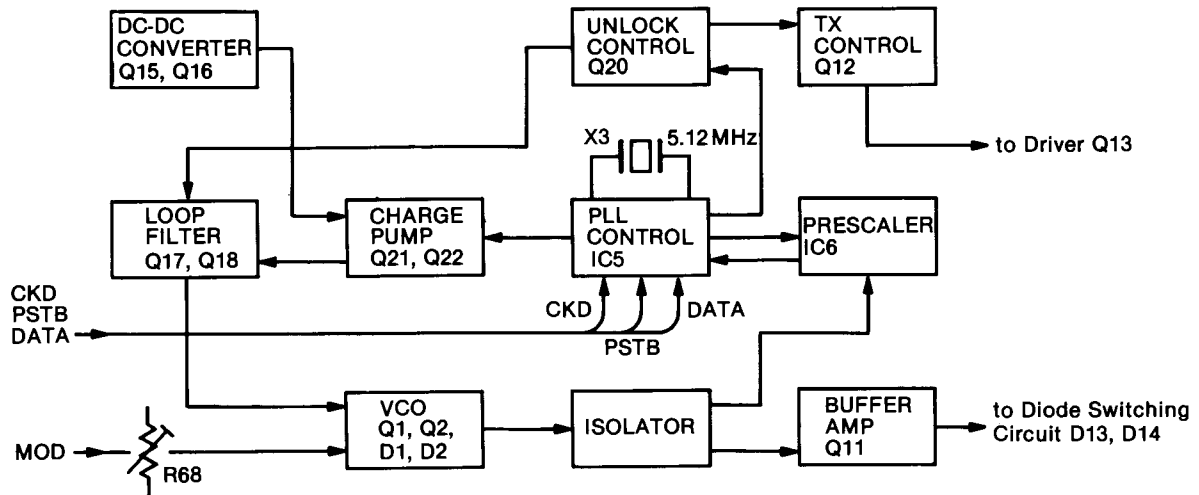 DC-DC
CONVERTER
Q15, Q16
UNLOCK
CONTROL
Q20
TX
CONTROL
Q12
X3
5.12 MHz
to Driver Q13
LOOP
FILTER
Q17, Q18
CHARGE
PUMP
Q21, Q22
PLL
CONTROL
IC5
PRESCALER
IC6
CKD
PSTB
DATA
CKD
DATA
PSTB
MOD
R68
VCO
Q1, Q2,
D1, D2
ISOLATOR
BUFFER
AMP
Q11
to Diode Switching
Circuit D13, D14